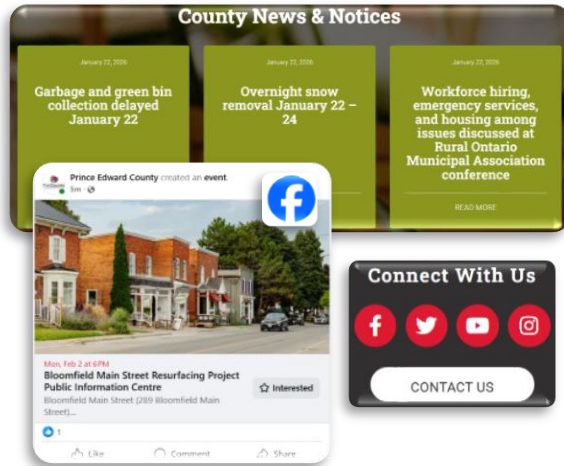 County News & Notices
January 22, 2026
Garbage and green bin
collection delayed
January 22
January 22, 2026
Overnight snow
removal January 22 –
24
January 22, 2026
Workforce hiring,
emergency services,
and housing among
issues discussed at
Rural Ontario
Municipal Association
conference
READ MORE
Prince Edward County created an event.
5m
Mon, Feb 2 at 6PM
Bloomfield Main Street Resurfacing Project
Public Information Centre
Bloomfield Main Street (289 Bloomfield Main
Street)...
Interested
1
Like
Comment
Share
Connect With Us
CONTACT US